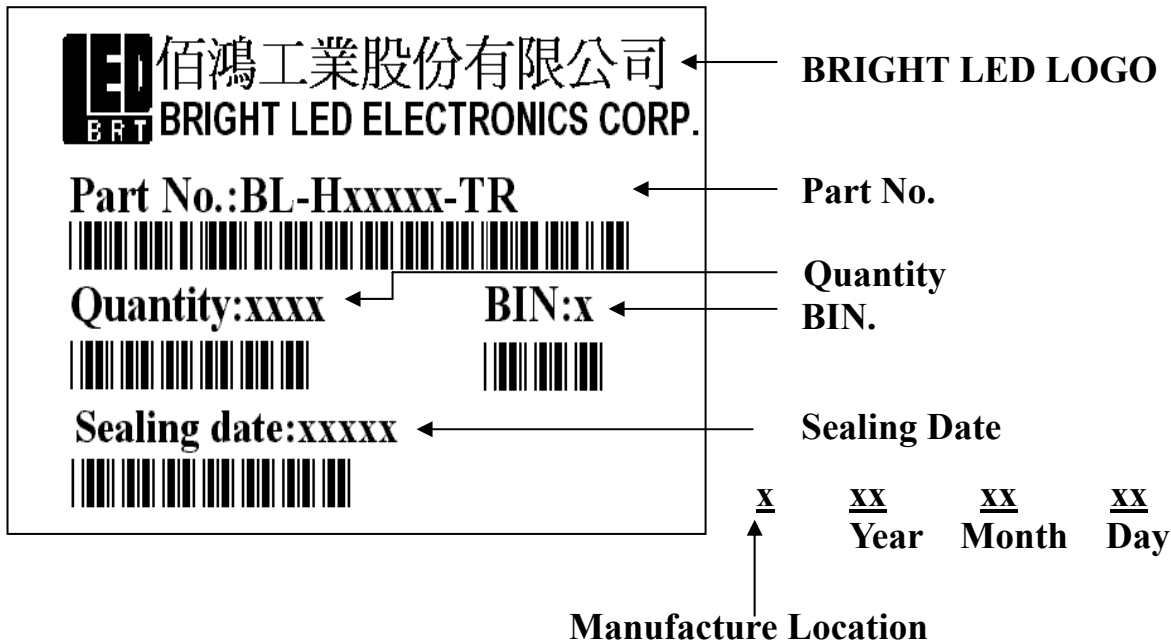 LED 佰鴻工業股份有限公司
BRT BRIGHT LED ELECTRONICS CORP.
BRIGHT LED LOGO
Part No.:BL-Hxxxxx-TR
Part No.
Quantity
Quantity:xxxx BIN:x
BIN.
Sealing date:xxxxx
Sealing Date
x xx xx xx
Year Month Day
Manufacture Location